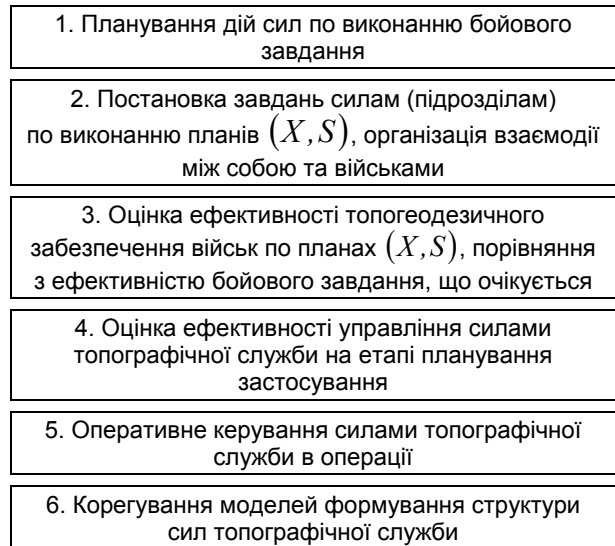 1. Планування дій сил по виконанню бойового
завдання
2. Постановка завдань силам (підрозділам)
по виконанню планів (X,S), організація взаємодії
між собою та військами
3. Оцінка ефективності топогеодезичного
забезпечення військ по планах (X,S), порівняння
з ефективністю бойового завдання, що очікується
4. Оцінка ефективності управління силами
топографічної служби на етапі планування
застосування
5. Оперативне керування силами топографічної
служби в операції
6. Корегування моделей формування структури
сил топографічної служби